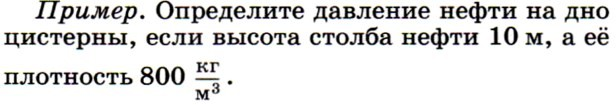 Пример. Определите давление нефти на дно
цистерны, если высота столба нефти 10 м, а её
плотность 800 кг/м³.